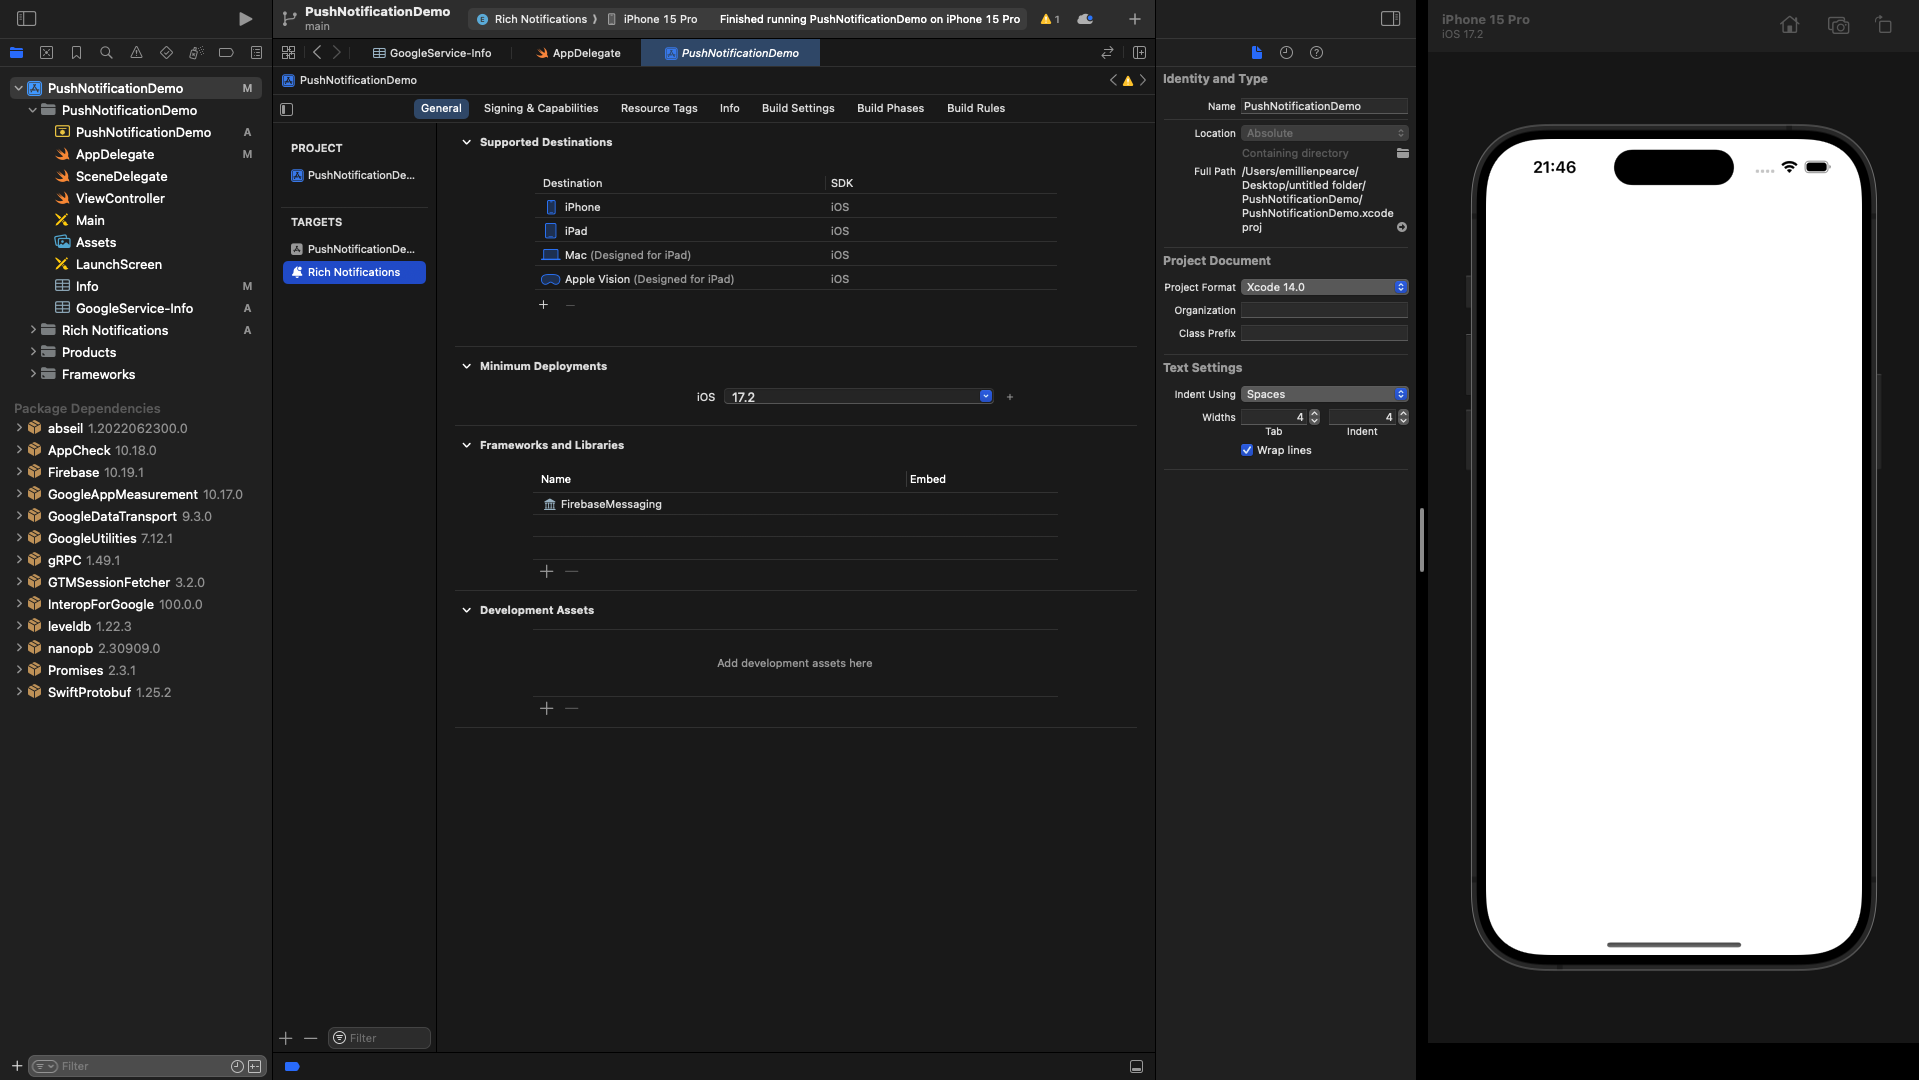 PushNotificationDemo
main
Rich Notifications
iPhone 15 Pro
Finished running PushNotificationDemo on iPhone 15 Pro
1
GoogleService-Info
AppDelegate
PushNotificationDemo
PushNotificationDemo
PushNotificationDemo M
PushNotificationDemo
PushNotificationDemo A
AppDelegate M
SceneDelegate
ViewController
Main
Assets
LaunchScreen
Info M
GoogleService-Info A
Rich Notifications A
Products
Frameworks
Package Dependencies
abseil 1.2022062300.0
AppCheck 10.18.0
Firebase 10.19.1
GoogleAppMeasurement 10.17.0
GoogleDataTransport 9.3.0
GoogleUtilities 7.12.1
gRPC 1.49.1
GTMSessionFetcher 3.2.0
InteropForGoogle 100.0.0
leveldb 1.22.3
nanopb 2.30909.0
Promises 2.3.1
SwiftProtobuf 1.25.2
Filter
General Signing & Capabilities Resource Tags Info Build Settings Build Phases Build Rules
PROJECT
PushNotificationDe...
TARGETS
PushNotificationDe...
Rich Notifications
Filter
Supported Destinations
Destination SDK
iPhone iOS
iPad iOS
Mac (Designed for iPad) iOS
Apple Vision (Designed for iPad) iOS
Minimum Deployments
iOS 17.2
Frameworks and Libraries
Name Embed
FirebaseMessaging
Development Assets
Add development assets here
Identity and Type
Name PushNotificationDemo
Location Absolute
Containing directory
Full Path /Users/emillienpearce/
Desktop/untitled folder/
PushNotificationDemo/
PushNotificationDemo.xcode
proj
Project Document
Project Format Xcode 14.0
Organization
Class Prefix
Text Settings
Indent Using Spaces
Widths 4 4
Tab Indent
Wrap lines
iPhone 15 Pro
iOS 17.2
21:46